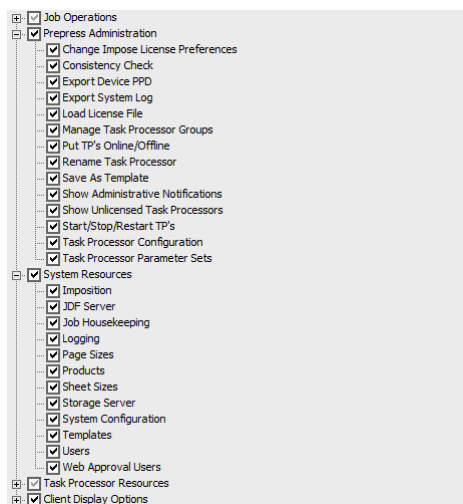 Job Operations
Prepress Administration
Change Impose License Preferences
Consistency Check
Export Device PPD
Export System Log
Load License File
Manage Task Processor Groups
Put TP's Online/Offline
Rename Task Processor
Save As Template
Show Administrative Notifications
Show Unlicensed Task Processors
Start/Stop/Restart TP's
Task Processor Configuration
Task Processor Parameter Sets
System Resources
Imposition
JDF Server
Job Housekeeping
Logging
Page Sizes
Products
Sheet Sizes
Storage Server
System Configuration
Templates
Users
Web Approval Users
Task Processor Resources
Client Display Options